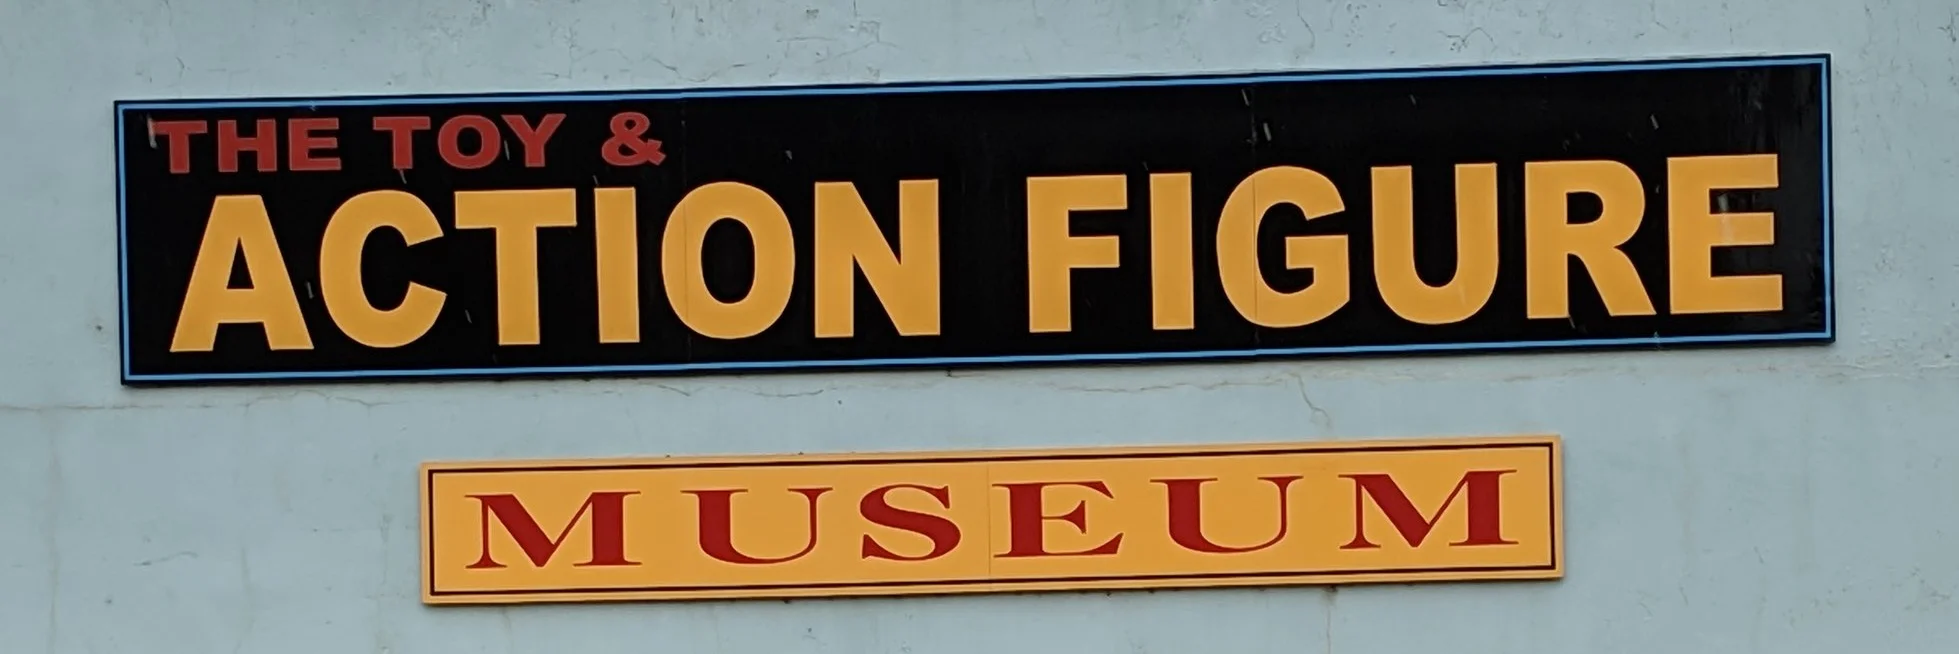 THE TOY &
ACTION FIGURE
MUSEUM